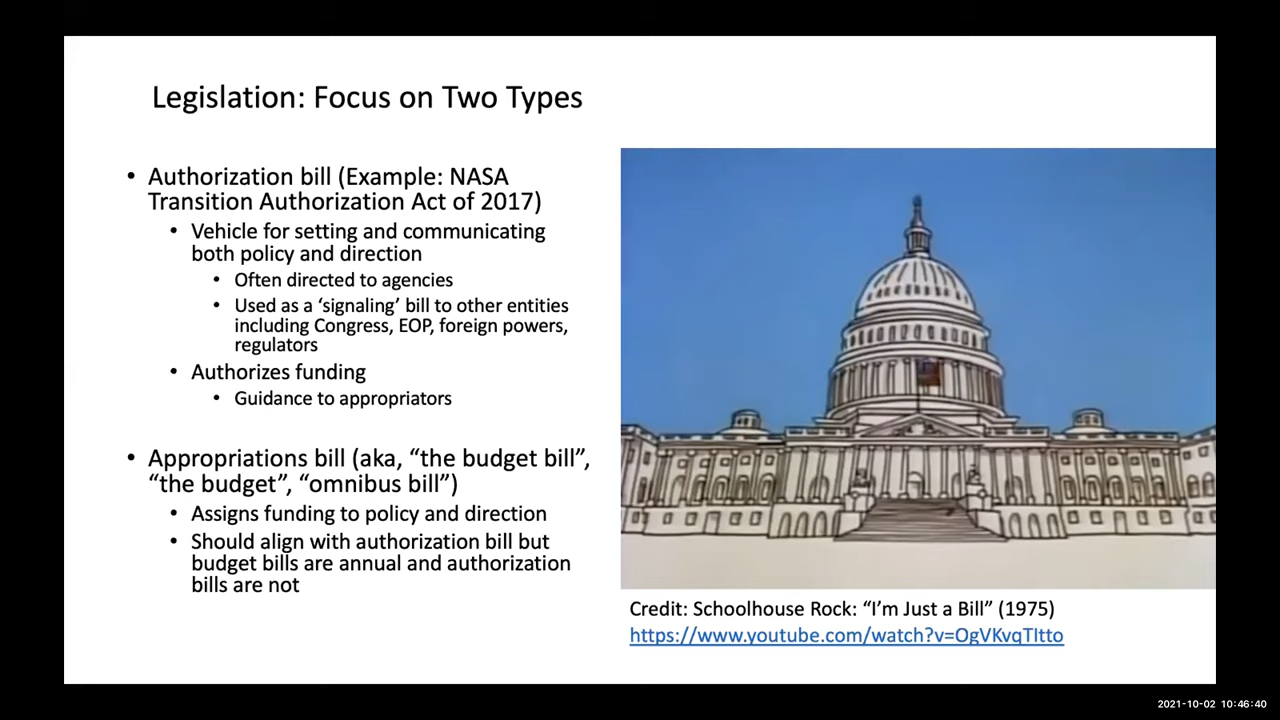 Legislation: Focus on Two Types
• Authorization bill (Example: NASA
Transition Authorization Act of 2017)
• Vehicle for setting and communicating
both policy and direction
• Often directed to agencies
• Used as a ‘signaling’ bill to other entities
including Congress, EOP, foreign powers,
regulators
• Authorizes funding
• Guidance to appropriators
• Appropriations bill (aka, “the budget bill”,
“the budget”, “omnibus bill”)
• Assigns funding to policy and direction
• Should align with authorization bill but
budget bills are annual and authorization
bills are not
Credit: Schoolhouse Rock: “I’m Just a Bill” (1975)
https://www.youtube.com/watch?v=OgVKvqTItto
2021-10-02 10:46:40